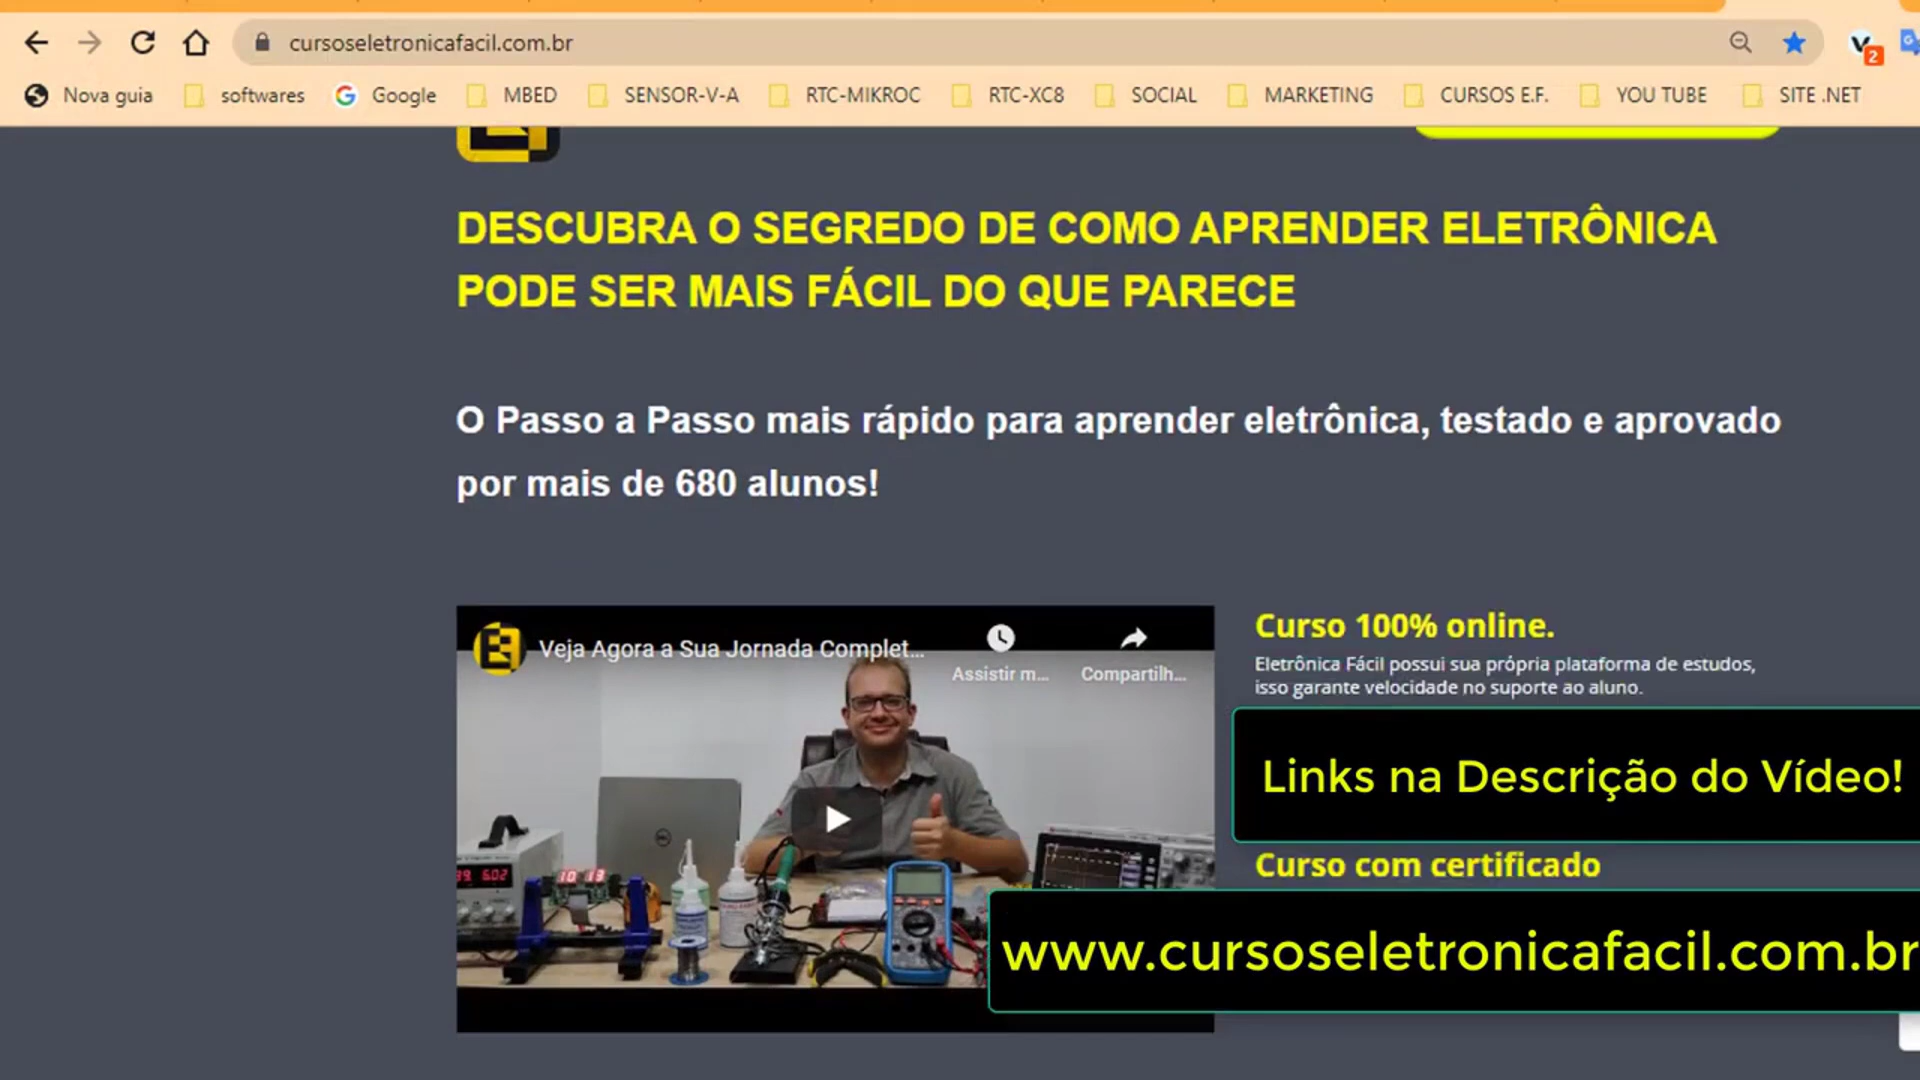 cursoseletronicafacil.com.br
2
Nova guia softwares Google MBED SENSOR-V-A RTC-MIKROC RTC-XC8 SOCIAL MARKETING CURSOS E.F. YOU TUBE SITE .NET
DESCUBRA O SEGREDO DE COMO APRENDER ELETRÔNICA
PODE SER MAIS FÁCIL DO QUE PARECE
O Passo a Passo mais rápido para aprender eletrônica, testado e aprovado
por mais de 680 alunos!
Veja Agora a Sua Jornada Complet...
Assistir m...
Compartilh...
10 13
Curso 100% online.
Eletrônica Fácil possui sua própria plataforma de estudos,
isso garante velocidade no suporte ao aluno.
Links na Descrição do Vídeo!
Curso com certificado
www.cursoseletronicafacil.com.br